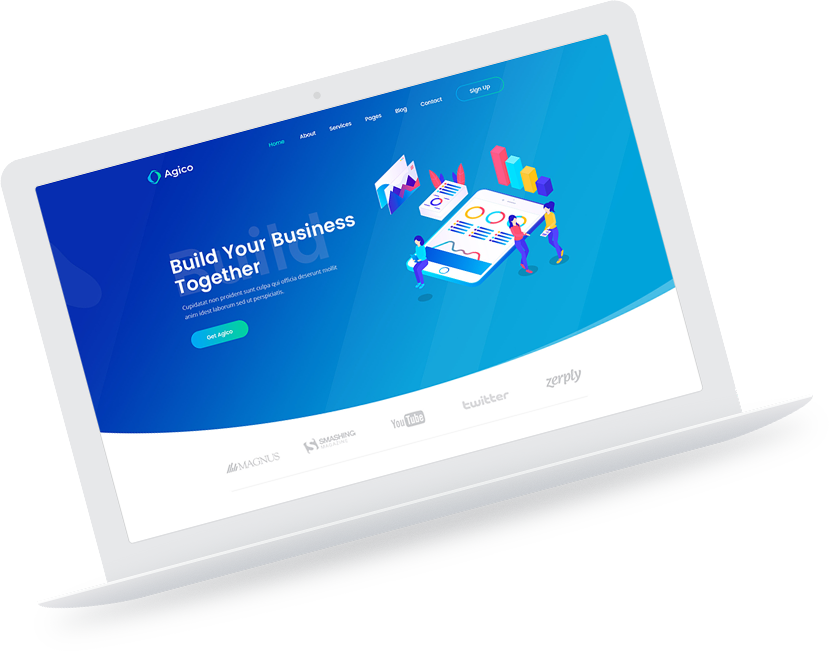 Agico
Home About Services Pages Blog Contact Sign Up
Build
Build Your Business
Together
Cupidatat non proident sunt culpa qui officia deserunt mollit
anim idest laborum sed ut perspiciatis.
Get Agico
MAGNUS
SMASHING
MAGAZINE
YouTube
twitter
zerply